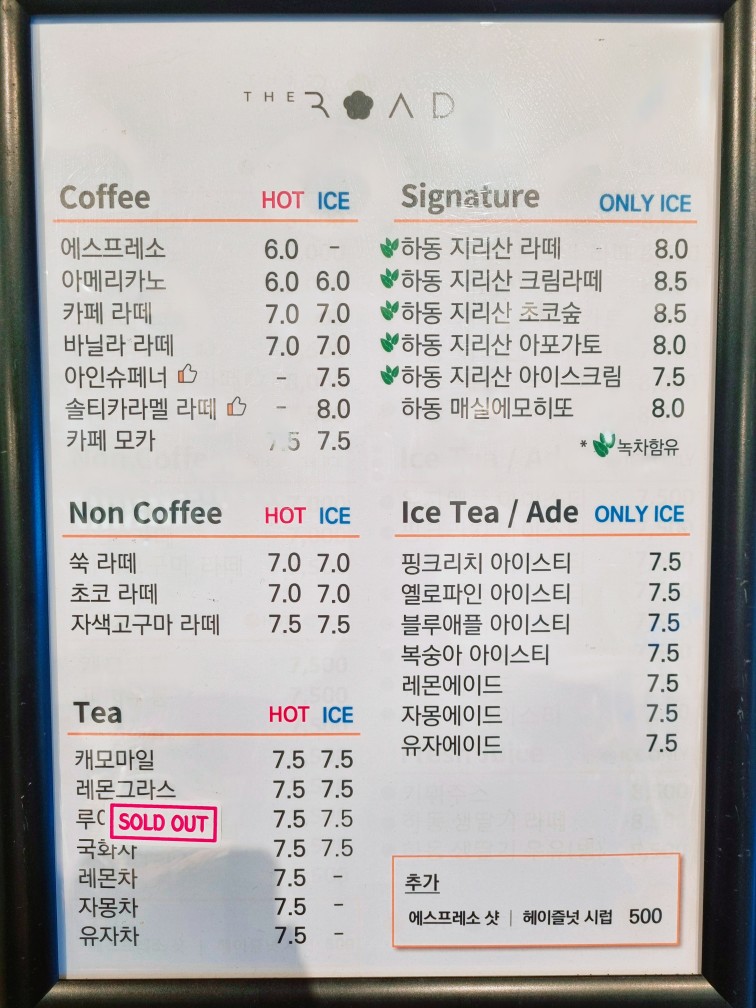 THE ROAD
Coffee HOT ICE
에스프레소 6.0 -
아메리카노 6.0 6.0
카페 라떼 7.0 7.0
바닐라 라떼 7.0 7.0
아인슈페너 - 7.5
솔티카라멜 라떼 - 8.0
카페 모카 7.5 7.5
Non Coffee HOT ICE
쑥 라떼 7.0 7.0
초코 라떼 7.0 7.0
자색고구마 라떼 7.5 7.5
Tea HOT ICE
캐모마일 7.5 7.5
레몬그라스 7.5 7.5
SOLD OUT 7.5 7.5
국화차 7.5 7.5
레몬차 7.5 -
자몽차 7.5 -
유자차 7.5 -
Signature ONLY ICE
하동 지리산 라떼 8.0
하동 지리산 크림라떼 8.5
하동 지리산 초코숲 8.5
하동 지리산 아포가토 8.0
하동 지리산 아이스크림 7.5
하동 매실에모히또 8.0
* 녹차함유
Ice Tea / Ade ONLY ICE
핑크리치 아이스티 7.5
옐로파인 아이스티 7.5
블루애플 아이스티 7.5
복숭아 아이스티 7.5
레몬에이드 7.5
자몽에이드 7.5
유자에이드 7.5
추가
에스프레소 샷 | 헤이즐넛 시럽 500